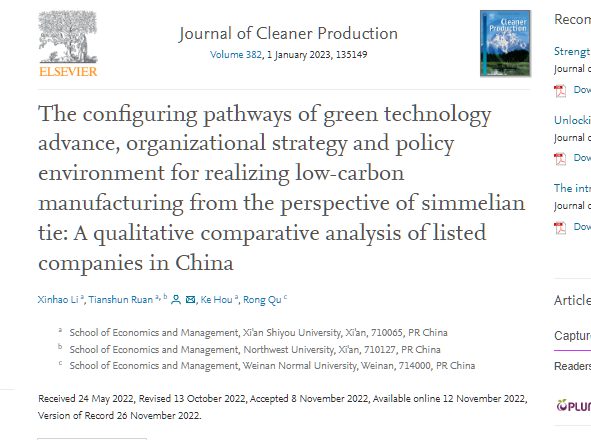 Journal of Cleaner Production
Volume 382, 1 January 2023, 135149
Cleaner
Production
ELSEVIER
The configuring pathways of green technology
advance, organizational strategy and policy
environment for realizing low-carbon
manufacturing from the perspective of simmelian
tie: A qualitative comparative analysis of listed
companies in China
Xinhao Li a, Tianshun Ruan a, b, Ke Hou a, Rong Qu c
a School of Economics and Management, Xi'an Shiyou University, Xi'an, 710065, PR China
b School of Economics and Management, Northwest University, Xi'an, 710127, PR China
c School of Economics and Management, Weinan Normal University, Weinan, 714000, PR China
Received 24 May 2022, Revised 13 October 2022, Accepted 8 November 2022, Available online 12 November 2022,
Version of Record 26 November 2022.
Recom
Strengt
Journal c
Dow
Unlocki
Journal c
Dow
The intr
Journal c
Dow
Article
Capture
Readers
PLUM